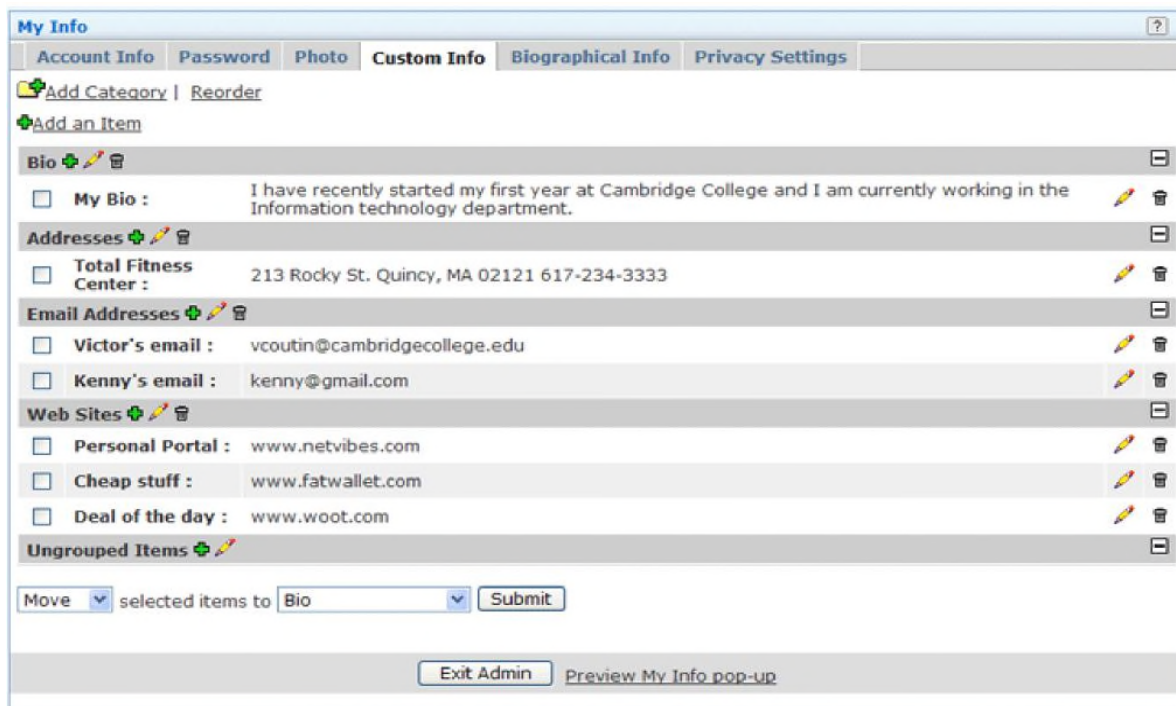 My Info ?
Account Info Password Photo Custom Info Biographical Info Privacy Settings
Add Category | Reorder
Add an Item
Bio
My Bio : I have recently started my first year at Cambridge College and I am currently working in the
Information technology department.
Addresses
Total Fitness
Center : 213 Rocky St. Quincy, MA 02121 617-234-3333
Email Addresses
Victor's email : vcoutin@cambridgecollege.edu
Kenny's email : kenny@gmail.com
Web Sites
Personal Portal : www.netvibes.com
Cheap stuff : www.fatwallet.com
Deal of the day : www.woot.com
Ungrouped Items
Move selected items to Bio Submit
Exit Admin Preview My Info pop-up